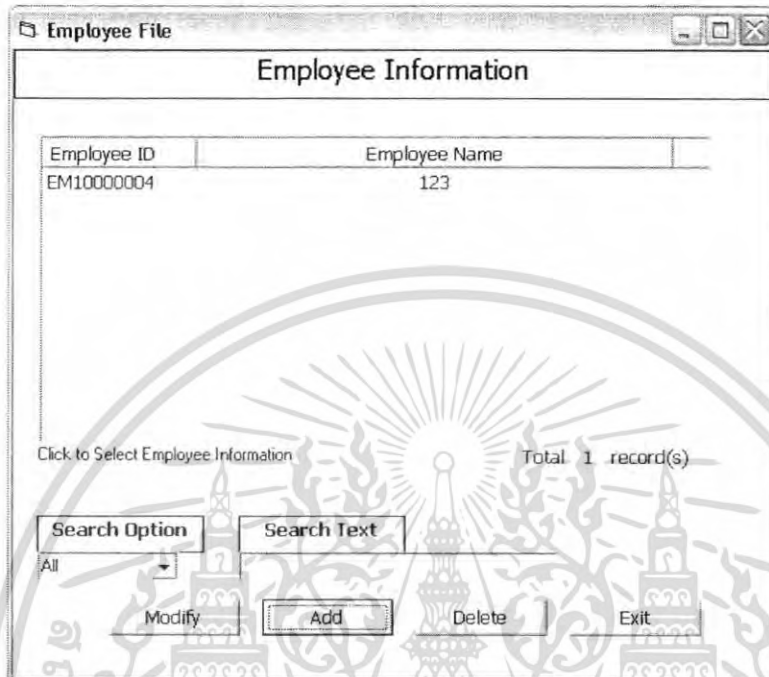 Employee File
Employee Information
Employee ID Employee Name
EM10000004 123
Click to Select Employee Information Total 1 record(s)
Search Option Search Text
All
Modify Add Delete Exit